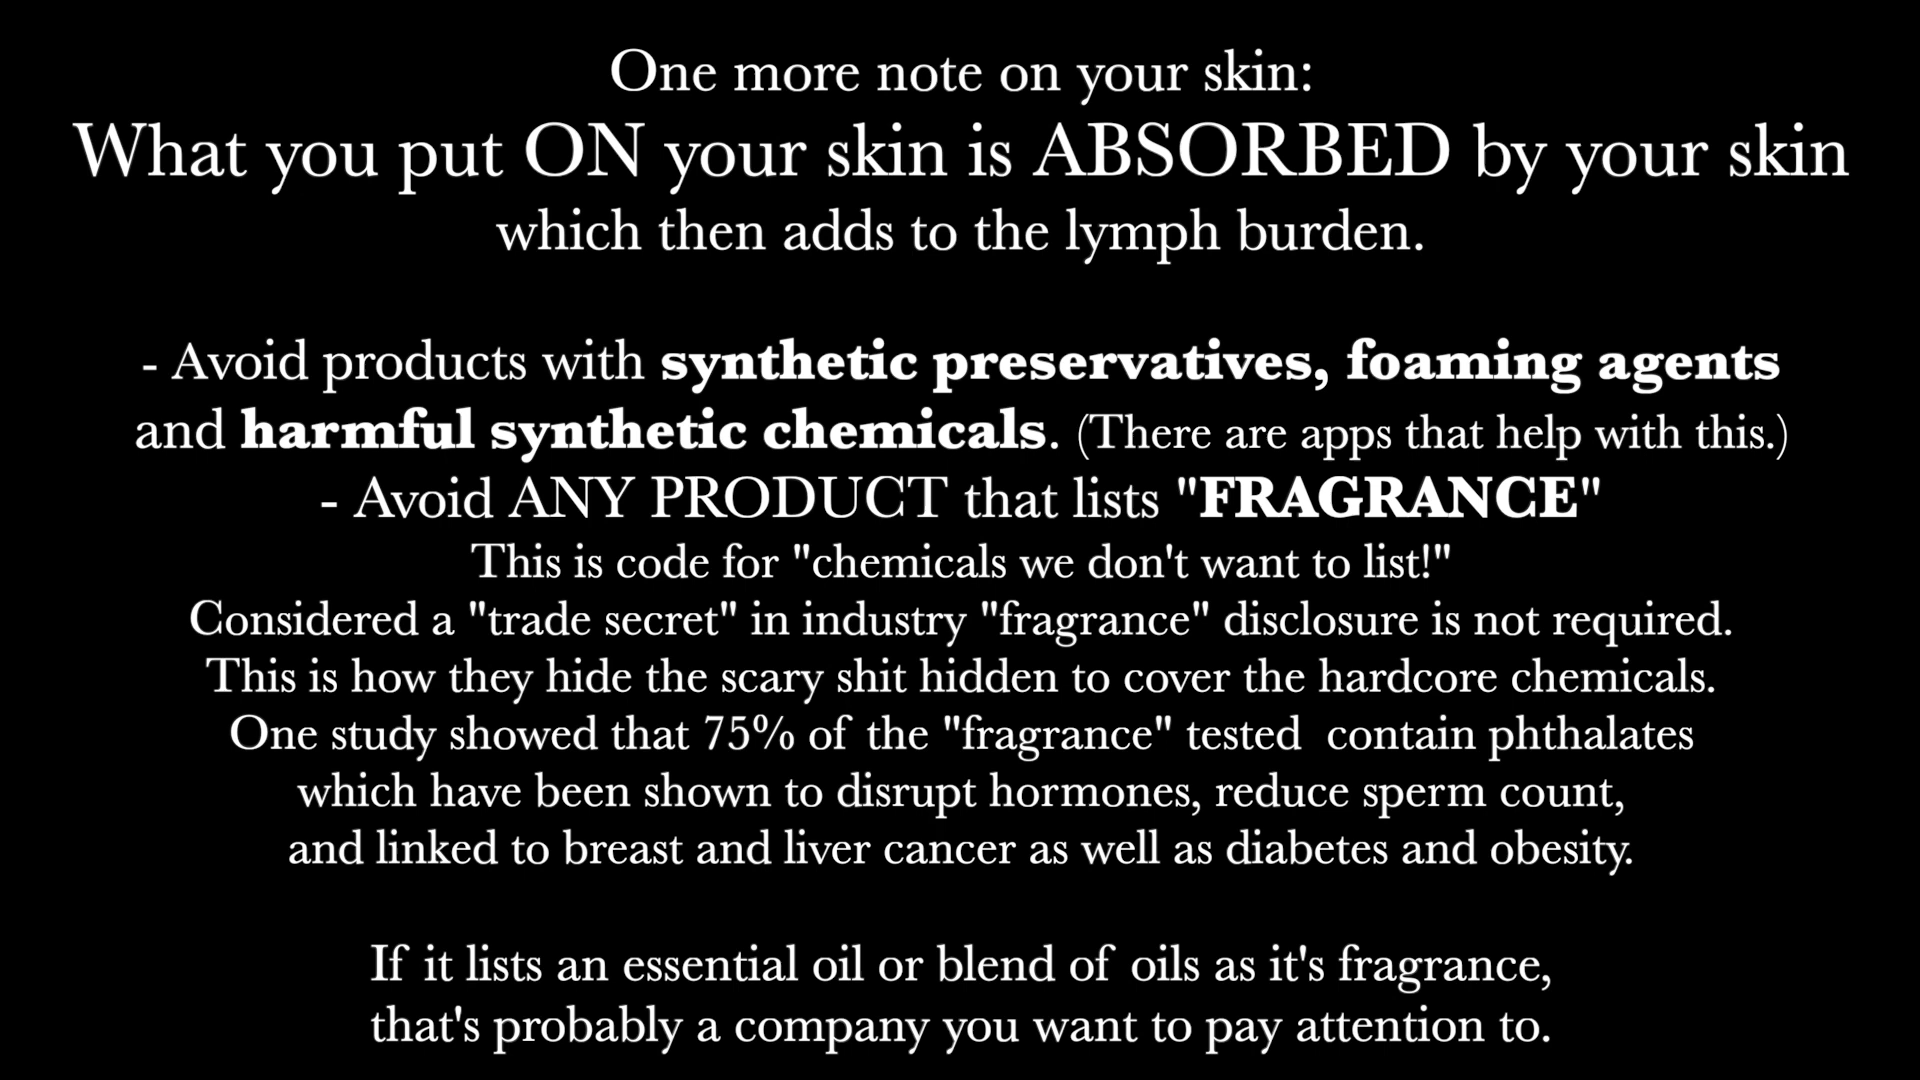 One more note on your skin:
What you put ON your skin is ABSORBED by your skin
which then adds to the lymph burden.
- Avoid products with synthetic preservatives, foaming agents
and harmful synthetic chemicals. (There are apps that help with this.)
- Avoid ANY PRODUCT that lists "FRAGRANCE"
This is code for "chemicals we don't want to list!"
Considered a "trade secret" in industry "fragrance" disclosure is not required.
This is how they hide the scary shit hidden to cover the hardcore chemicals.
One study showed that 75% of the "fragrance" tested  contain phthalates
which have been shown to disrupt hormones, reduce sperm count,
and linked to breast and liver cancer as well as diabetes and obesity.
If it lists an essential oil or blend of oils as it's fragrance,
that's probably a company you want to pay attention to.